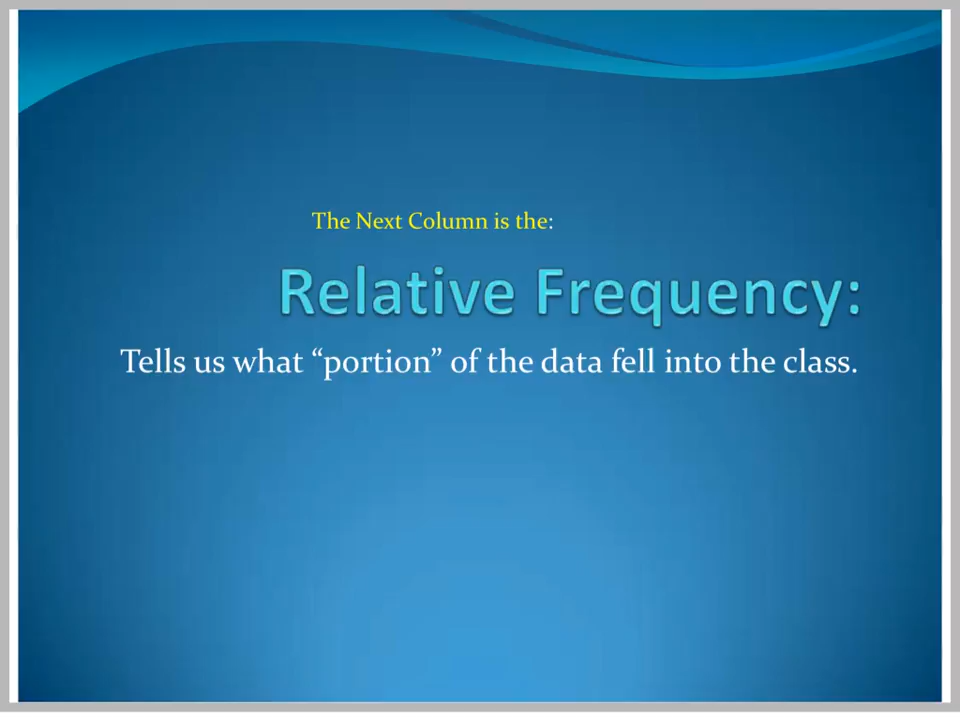 The Next Column is the:
Relative Frequency:
Tells us what “portion” of the data fell into the class.